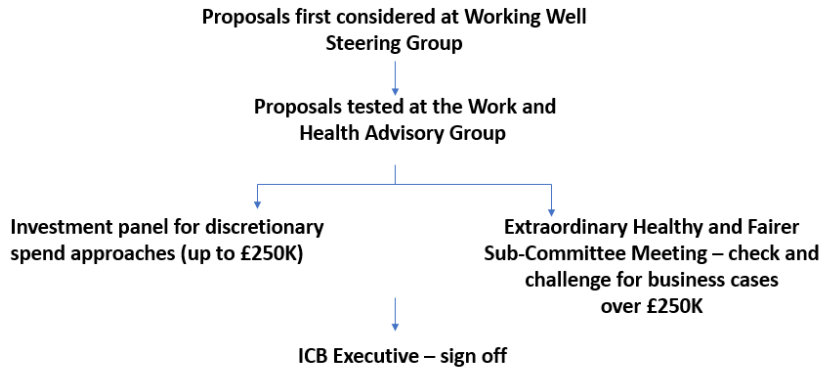 Proposals first considered at Working Well
Steering Group
Proposals tested at the Work and
Health Advisory Group
Investment panel for discretionary
spend approaches (up to £250K)
Extraordinary Healthy and Fairer
Sub-Committee Meeting – check and
challenge for business cases
over £250K
ICB Executive – sign off